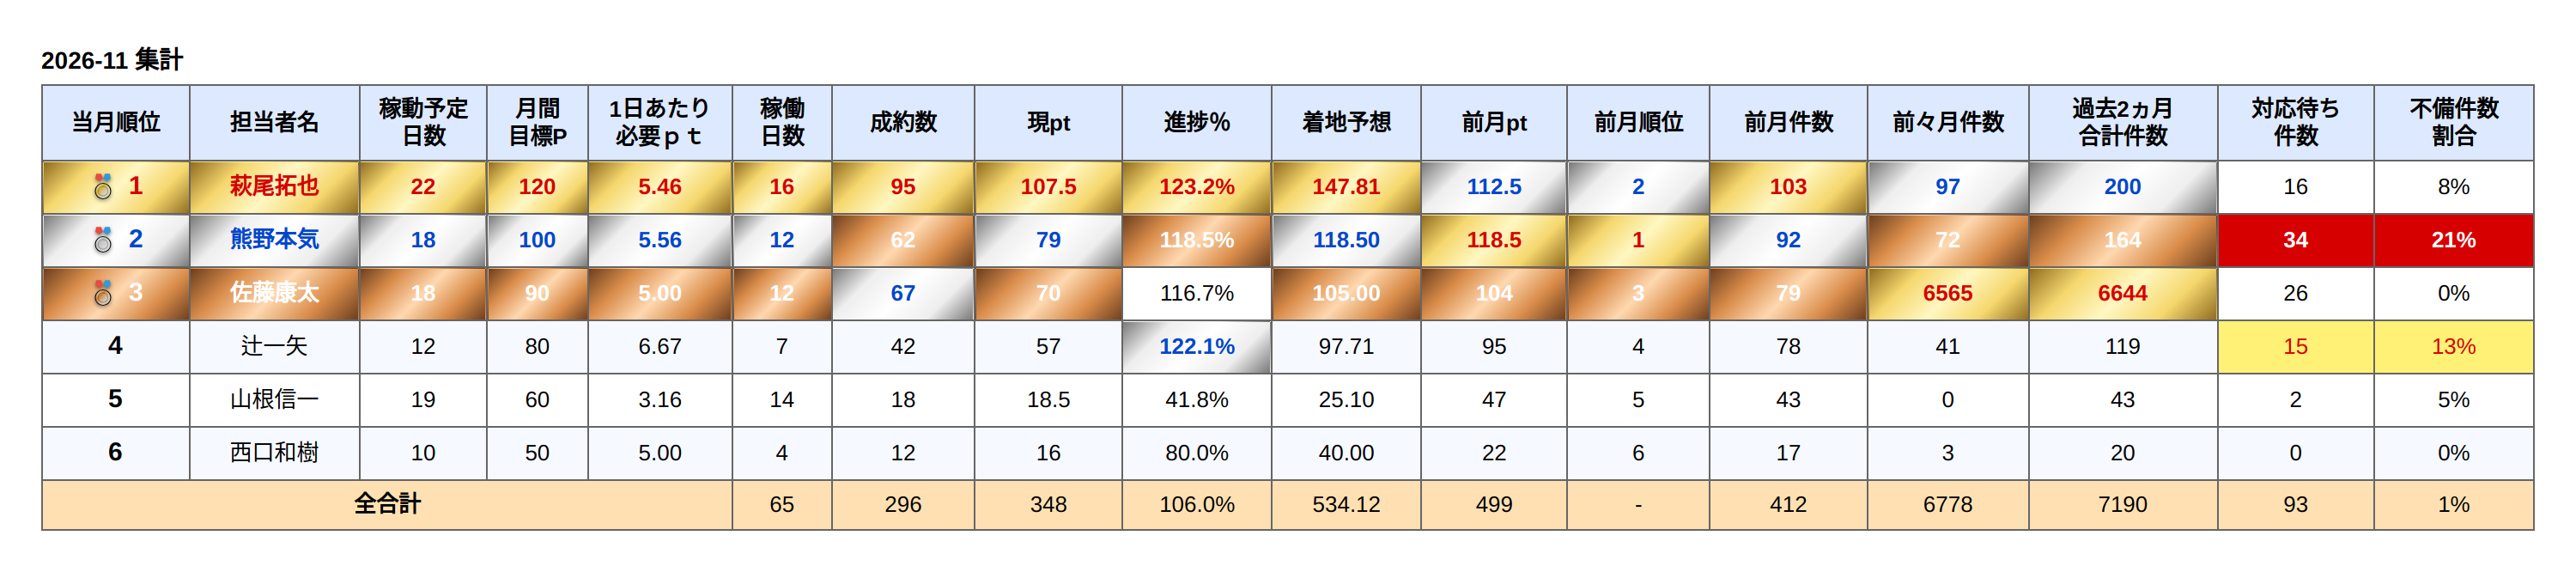 2026-11 集計
当月順位 担当者名 稼動予定日数 月間目標P 1日あたり必要ｐｔ 稼働日数 成約数 現pt 進捗% 着地予想 前月pt 前月順位 前月件数 前々月件数 過去2ヵ月合計件数 対応待ち件数 不備件数割合
1 萩尾拓也 22 120 5.46 16 95 107.5 123.2% 147.81 112.5 2 103 97 200 16 8%
2 熊野本気 18 100 5.56 12 62 79 118.5% 118.50 118.5 1 92 72 164 34 21%
3 佐藤康太 18 90 5.00 12 67 70 116.7% 105.00 104 3 79 6565 6644 26 0%
4 辻一矢 12 80 6.67 7 42 57 122.1% 97.71 95 4 78 41 119 15 13%
5 山根信一 19 60 3.16 14 18 18.5 41.8% 25.10 47 5 43 0 43 2 5%
6 西口和樹 10 50 5.00 4 12 16 80.0% 40.00 22 6 17 3 20 0 0%
全合計 65 296 348 106.0% 534.12 499 - 412 6778 7190 93 1%